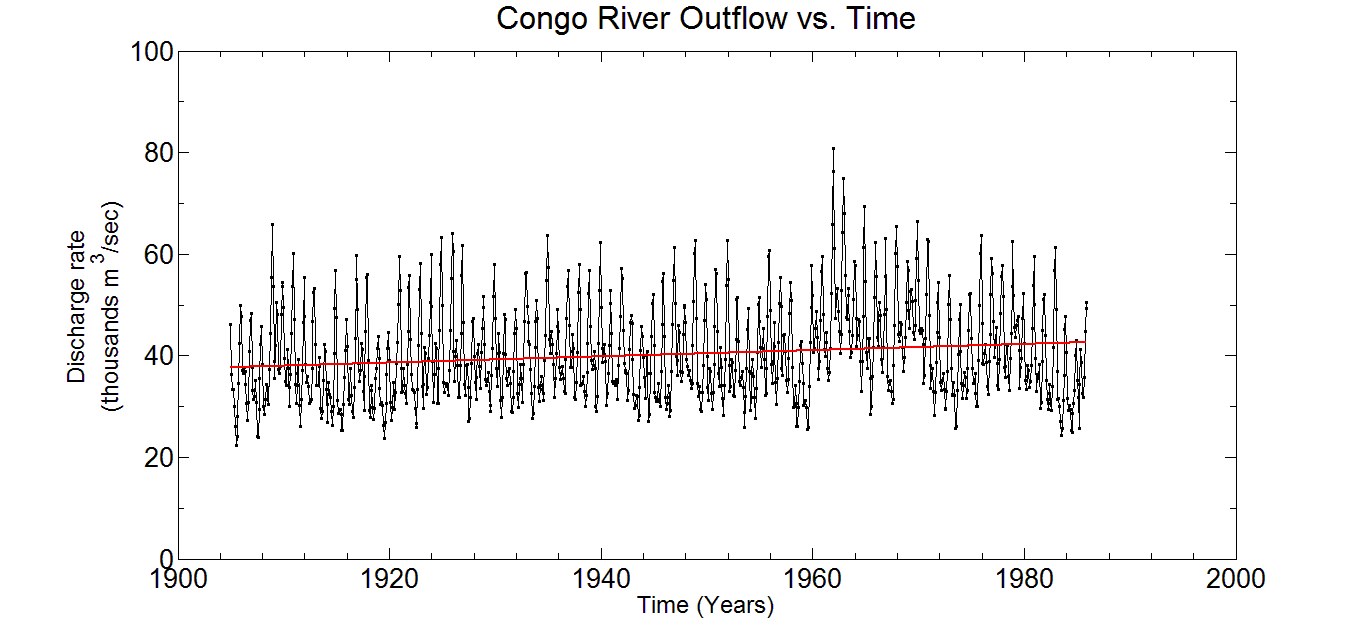 Congo River Outflow vs. Time
Discharge rate
(thousands m³/sec)
100
80
60
40
20
0
1900 1920 1940 1960 1980 2000
Time (Years)